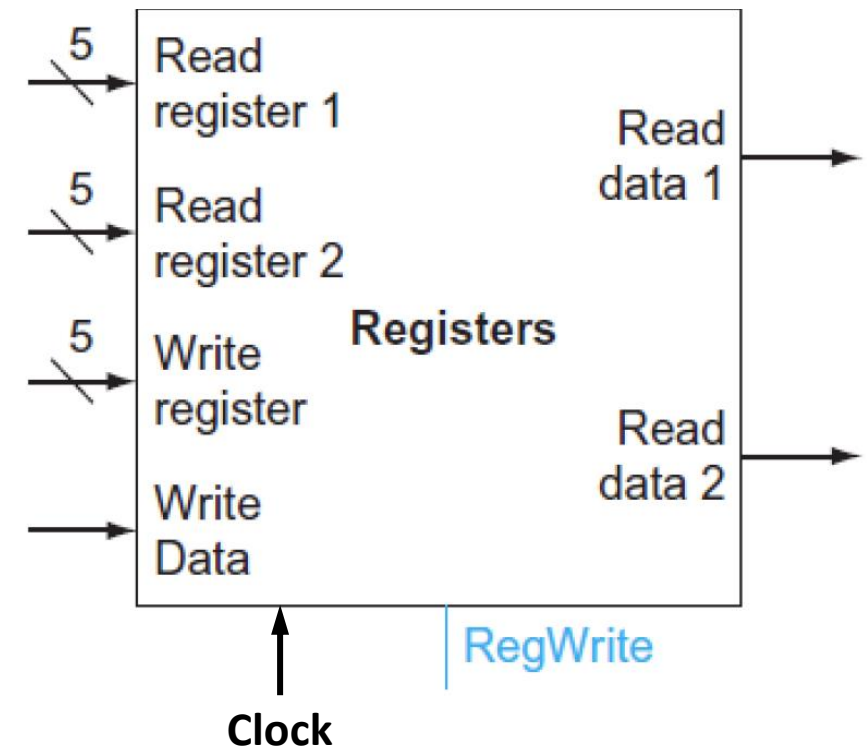 5
Read
register 1
Read
data 1
5
Read
register 2
Registers
5
Write
register
Read
data 2
Write
Data
RegWrite
Clock